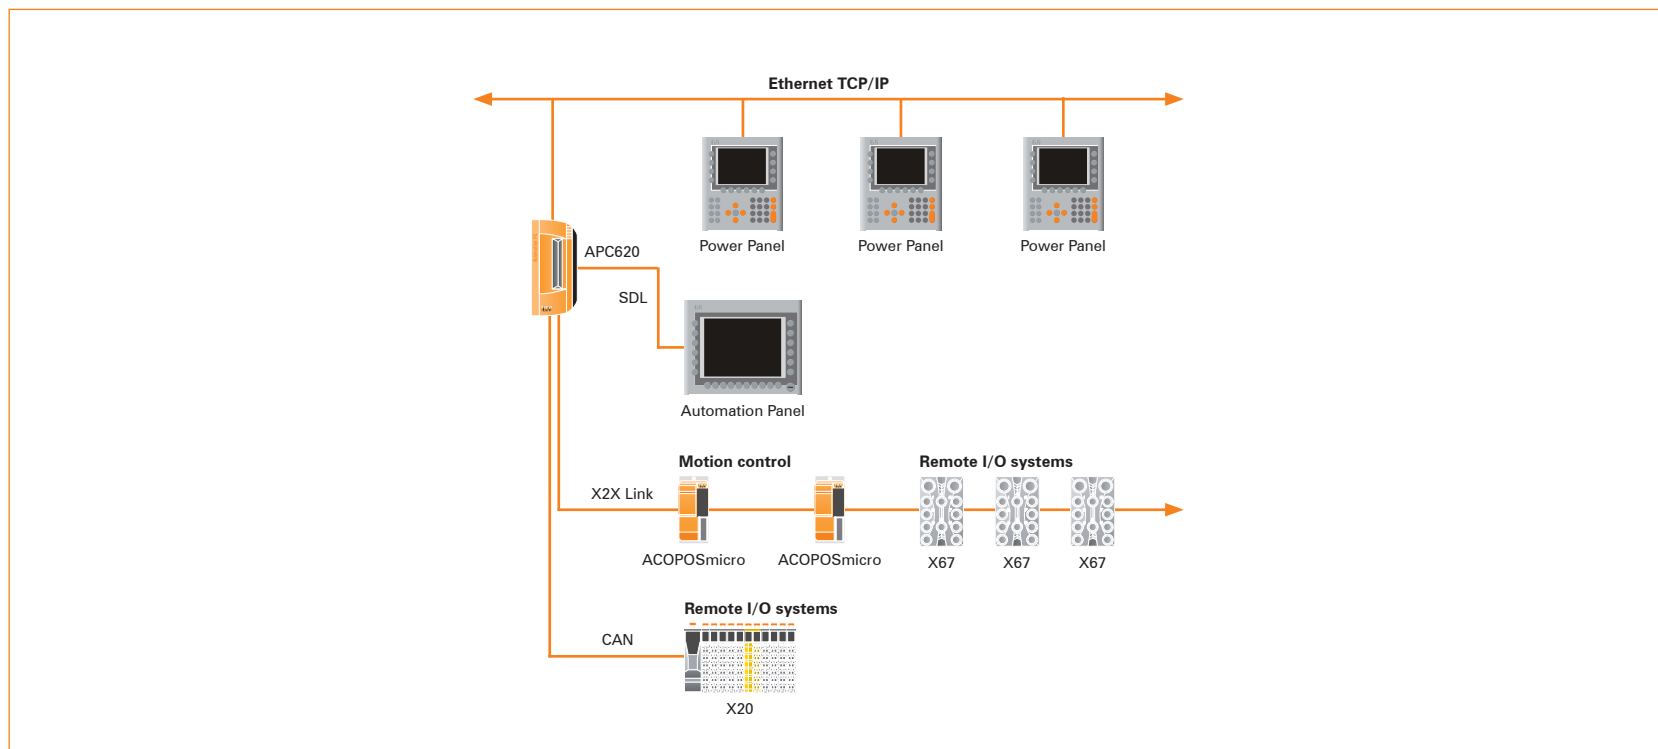 Ethernet TCP/IP
Power Panel
Power Panel
Power Panel
APC620
SDL
Automation Panel
Motion control
Remote I/O systems
X2X Link
ACOPOSmicro
ACOPOSmicro
X67
X67
X67
Remote I/O systems
CAN
X20